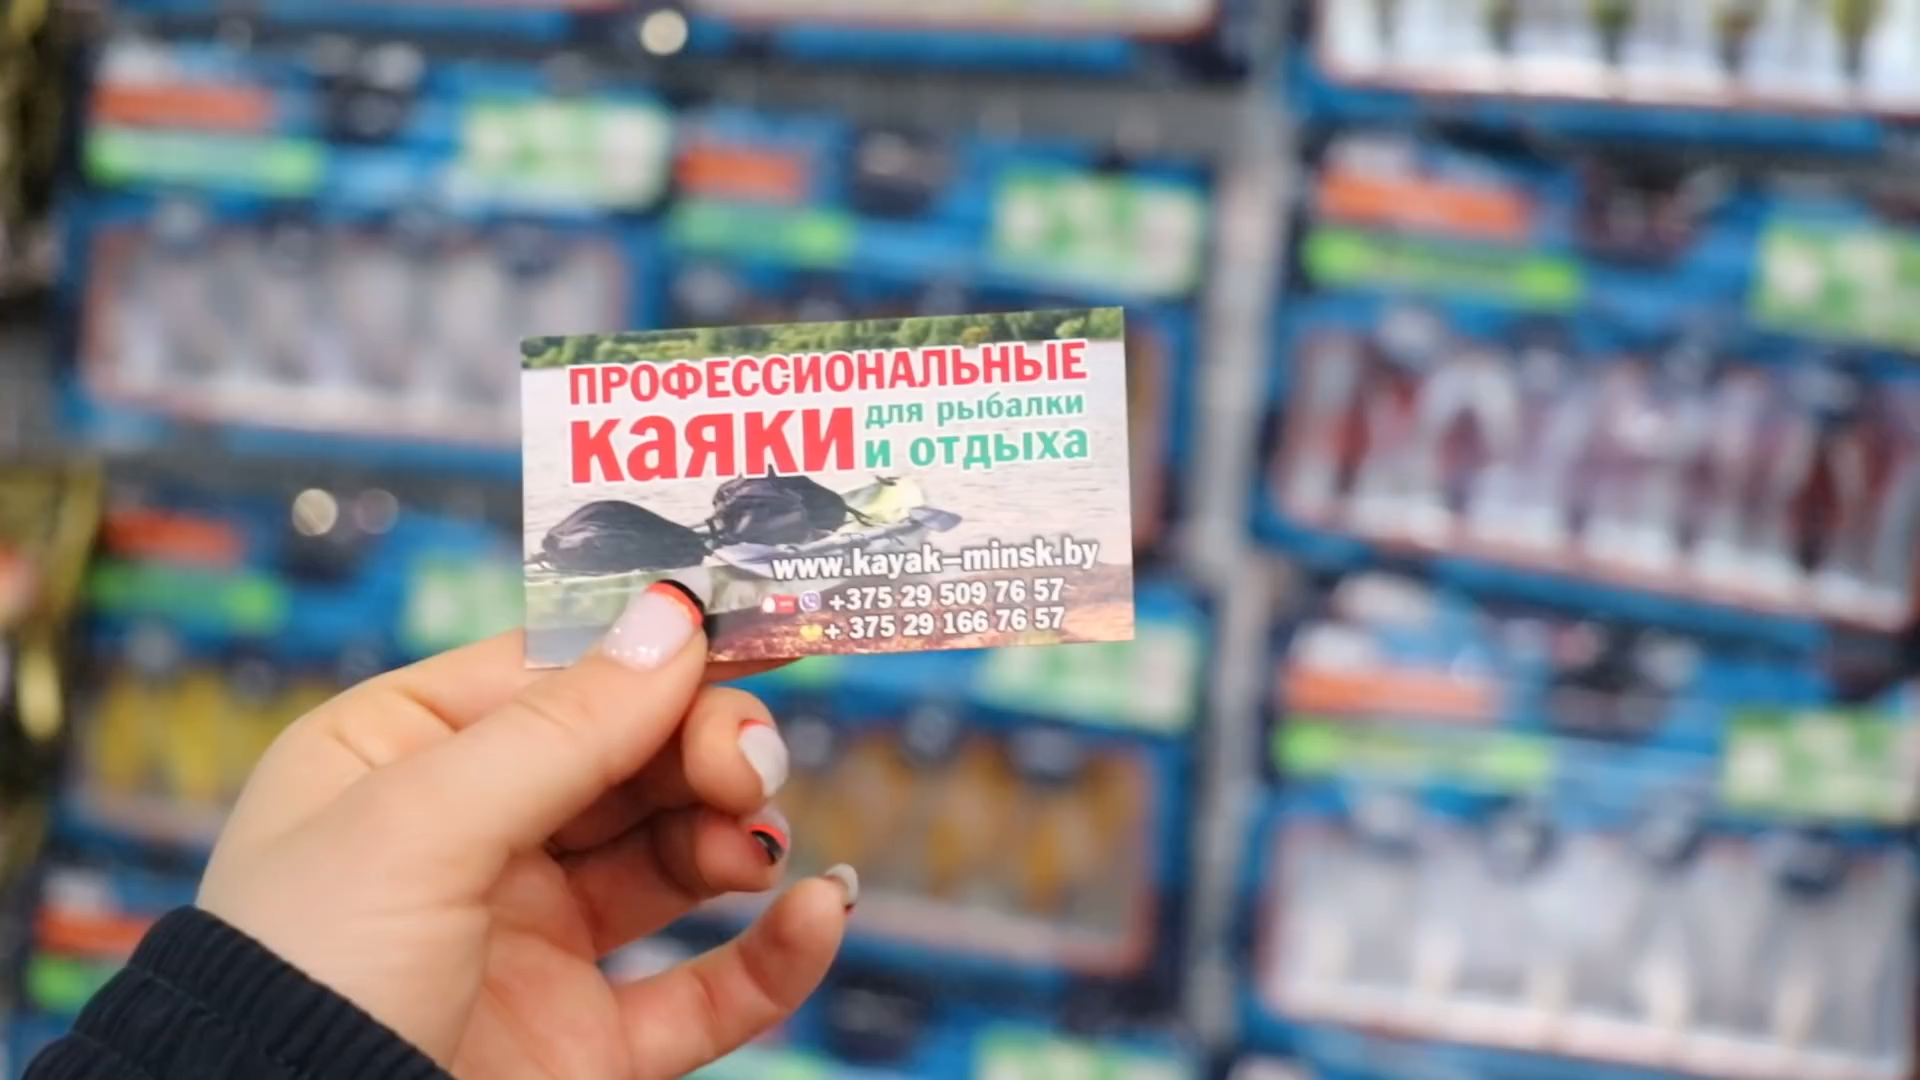 ПРОФЕССИОНАЛЬНЫЕ
каяки для рыбалки
и отдыха
www.kayak–minsk.by
+375 29 509 76 57
+ 375 29 166 76 57